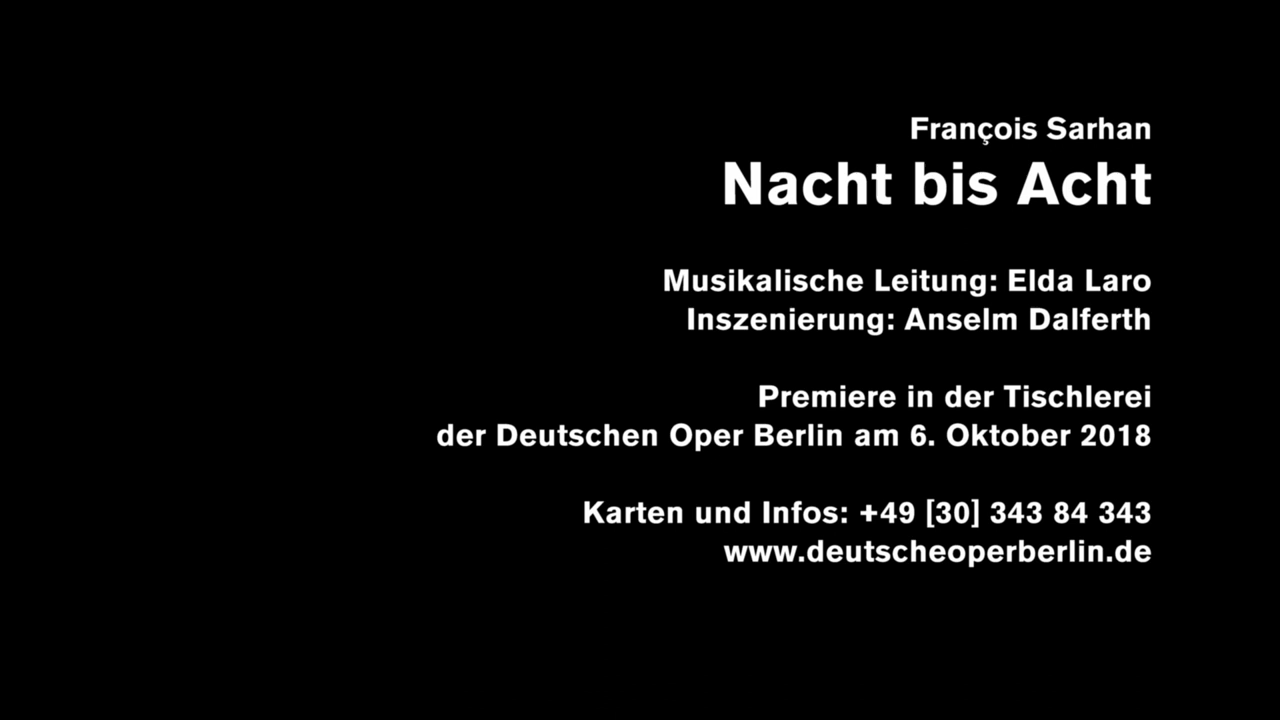 François Sarhan
Nacht bis Acht
Musikalische Leitung: Elda Laro
Inszenierung: Anselm Dalferth
Premiere in der Tischlerei
der Deutschen Oper Berlin am 6. Oktober 2018
Karten und Infos: +49 [30] 343 84 343
www.deutscheoperberlin.de